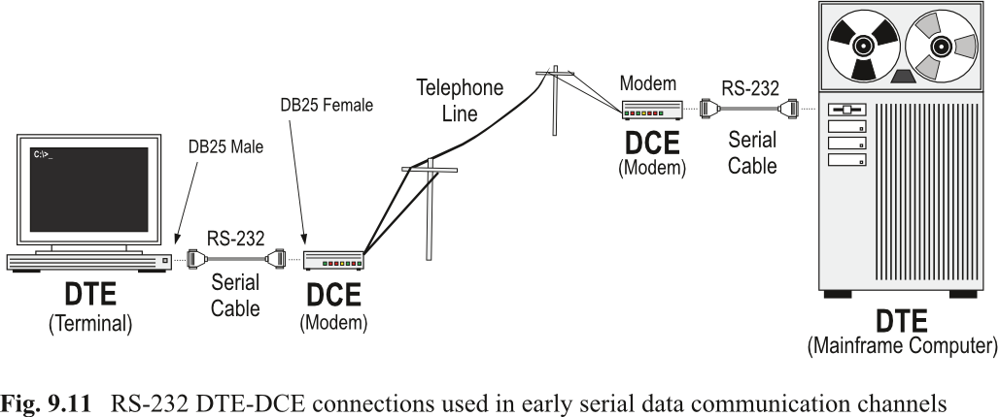 C:\>_
DB25 Male
DB25 Female
RS-232
Serial
Cable
DTE
(Terminal)
DCE
(Modem)
Telephone
Line
Modem
DCE
(Modem)
RS-232
Serial
Cable
DTE
(Mainframe Computer)
Fig. 9.11 RS-232 DTE-DCE connections used in early serial data communication channels